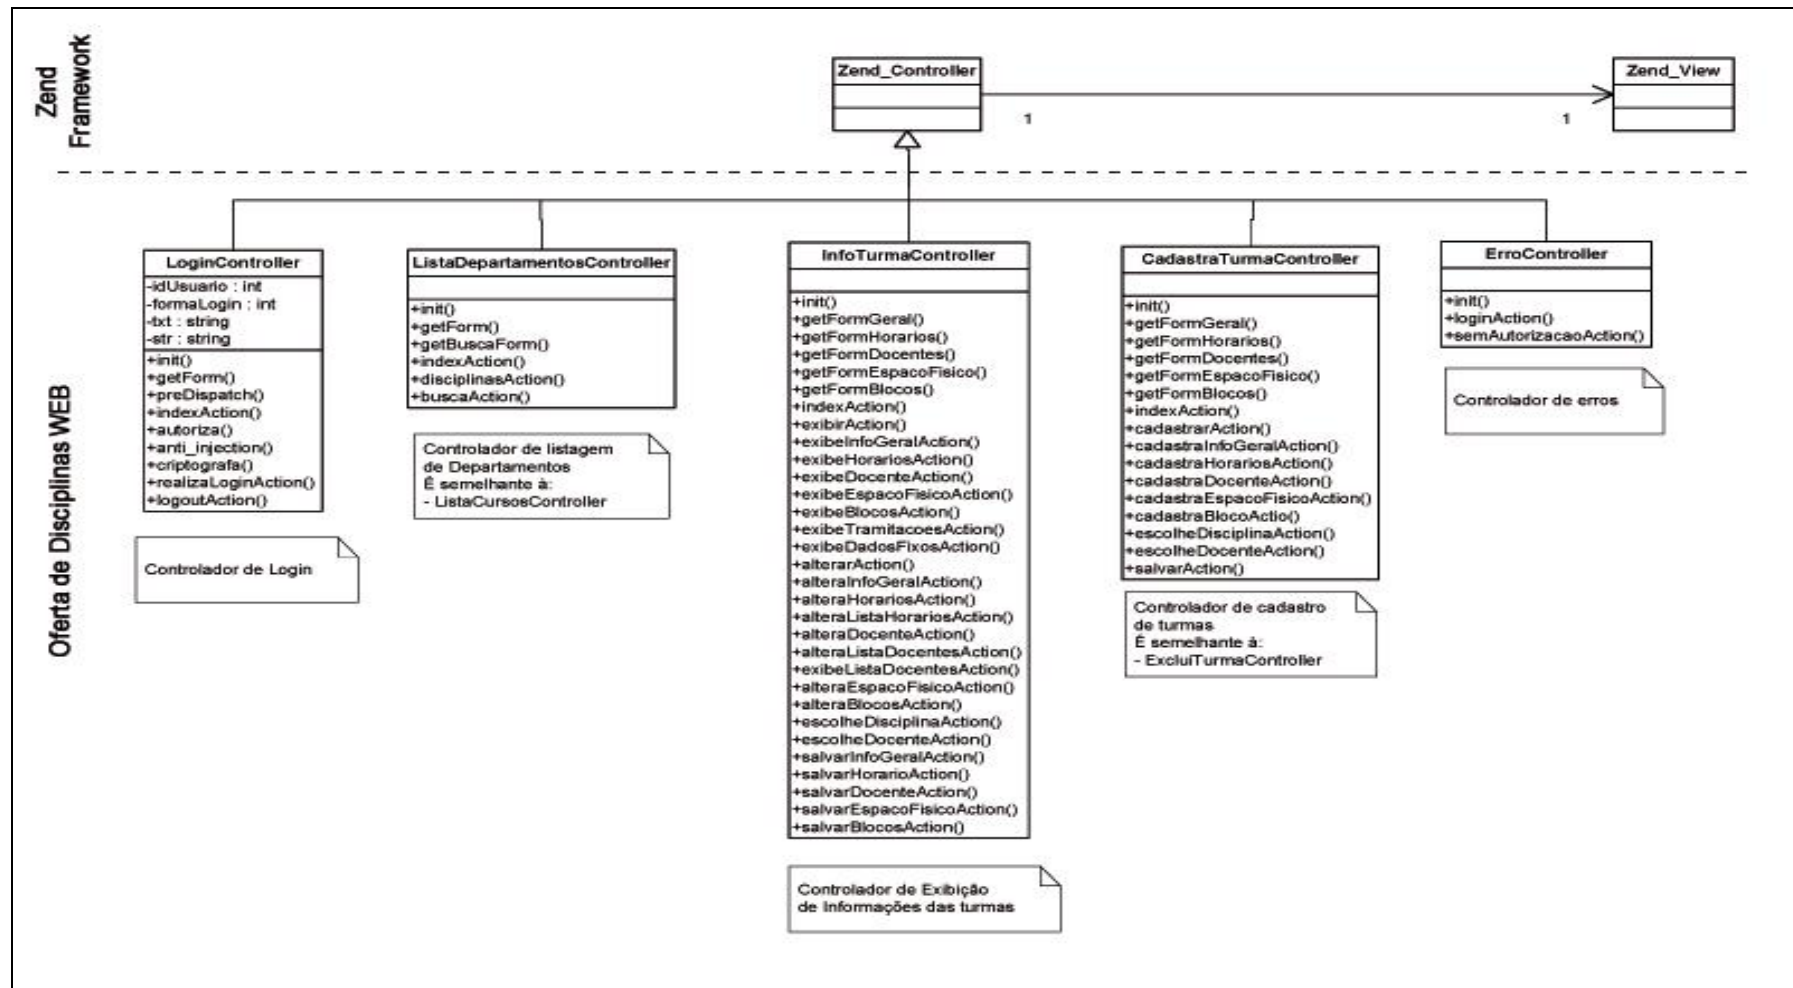 Zend
Framework
Zend_Controller
1
1
Zend_View
Oferta de Disciplinas WEB
LoginController
-idUsuario : int
-formaLogin : int
-txt : string
-str : string
+init()
+getForm()
+preDispatch()
+indexAction()
+autoriza()
+anti_injection()
+criptografa()
+realizaLoginAction()
+logoutAction()
Controlador de Login
ListaDepartamentosController
+init()
+getForm()
+getBuscaForm()
+indexAction()
+disciplinasAction()
+buscaAction()
Controlador de listagem
de Departamentos
É semelhante à:
- ListaCursosController
InfoTurmaController
+init()
+getFormGeral()
+getFormHorarios()
+getFormDocentes()
+getFormEspacoFisico()
+getFormBlocos()
+indexAction()
+exibirAction()
+exibeInfoGeralAction()
+exibeHorariosAction()
+exibeDocenteAction()
+exibeEspacoFisicoAction()
+exibeBlocosAction()
+exibeTramitacoesAction()
+exibeDadosFixosAction()
+alterarAction()
+alteraInfoGeralAction()
+alteraHorariosAction()
+alteraListaHorariosAction()
+alteraDocenteAction()
+alteraListaDocentesAction()
+exibeListaDocentesAction()
+alteraEspacoFisicoAction()
+alteraBlocosAction()
+escolheDisciplinaAction()
+escolheDocenteAction()
+salvarInfoGeralAction()
+salvarHorarioAction()
+salvarDocenteAction()
+salvarEspacoFisicoAction()
+salvarBlocosAction()
Controlador de Exibição
de Informações das turmas
CadastraTurmaController
+init()
+getFormGeral()
+getFormHorarios()
+getFormDocentes()
+getFormEspacoFisico()
+getFormBlocos()
+indexAction()
+cadastrarAction()
+cadastraInfoGeralAction()
+cadastraHorariosAction()
+cadastraDocenteAction()
+cadastraEspacoFisicoAction()
+cadastraBlocoActio()
+escolheDisciplinaAction()
+escolheDocenteAction()
+salvarAction()
Controlador de cadastro
de turmas
É semelhante à:
- ExcluiTurmaController
ErroController
+init()
+loginAction()
+semAutorizacaoAction()
Controlador de erros